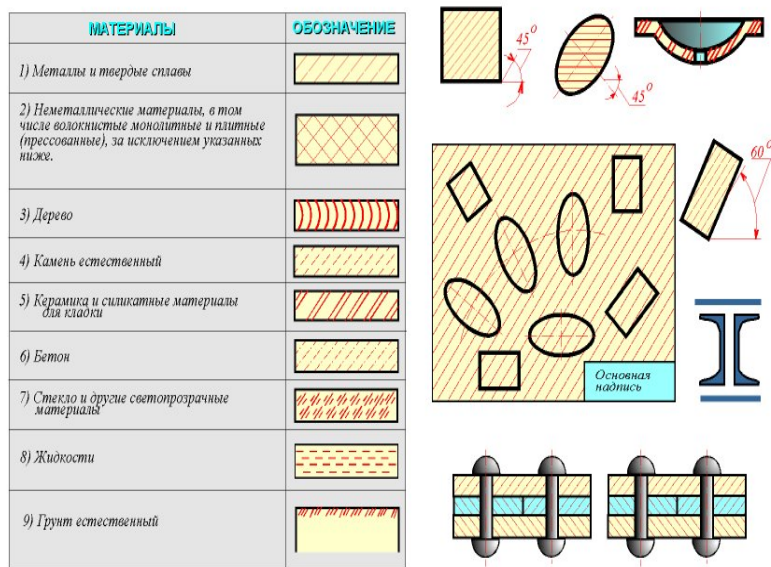 МАТЕРИАЛЫ
ОБОЗНАЧЕНИЕ
1) Металлы и твердые сплавы
2) Неметаллические материалы, в том
числе волокнистые монолитные и плитные
(прессованные), за исключением указанных
ниже.
3) Дерево
4) Камень естественный
5) Керамика и силикатные материалы
для кладки
6) Бетон
7) Стекло и другие светопрозрачные
материалы
8) Жидкости
9) Грунт естественный
45°
45°
60°
Основная
надпись